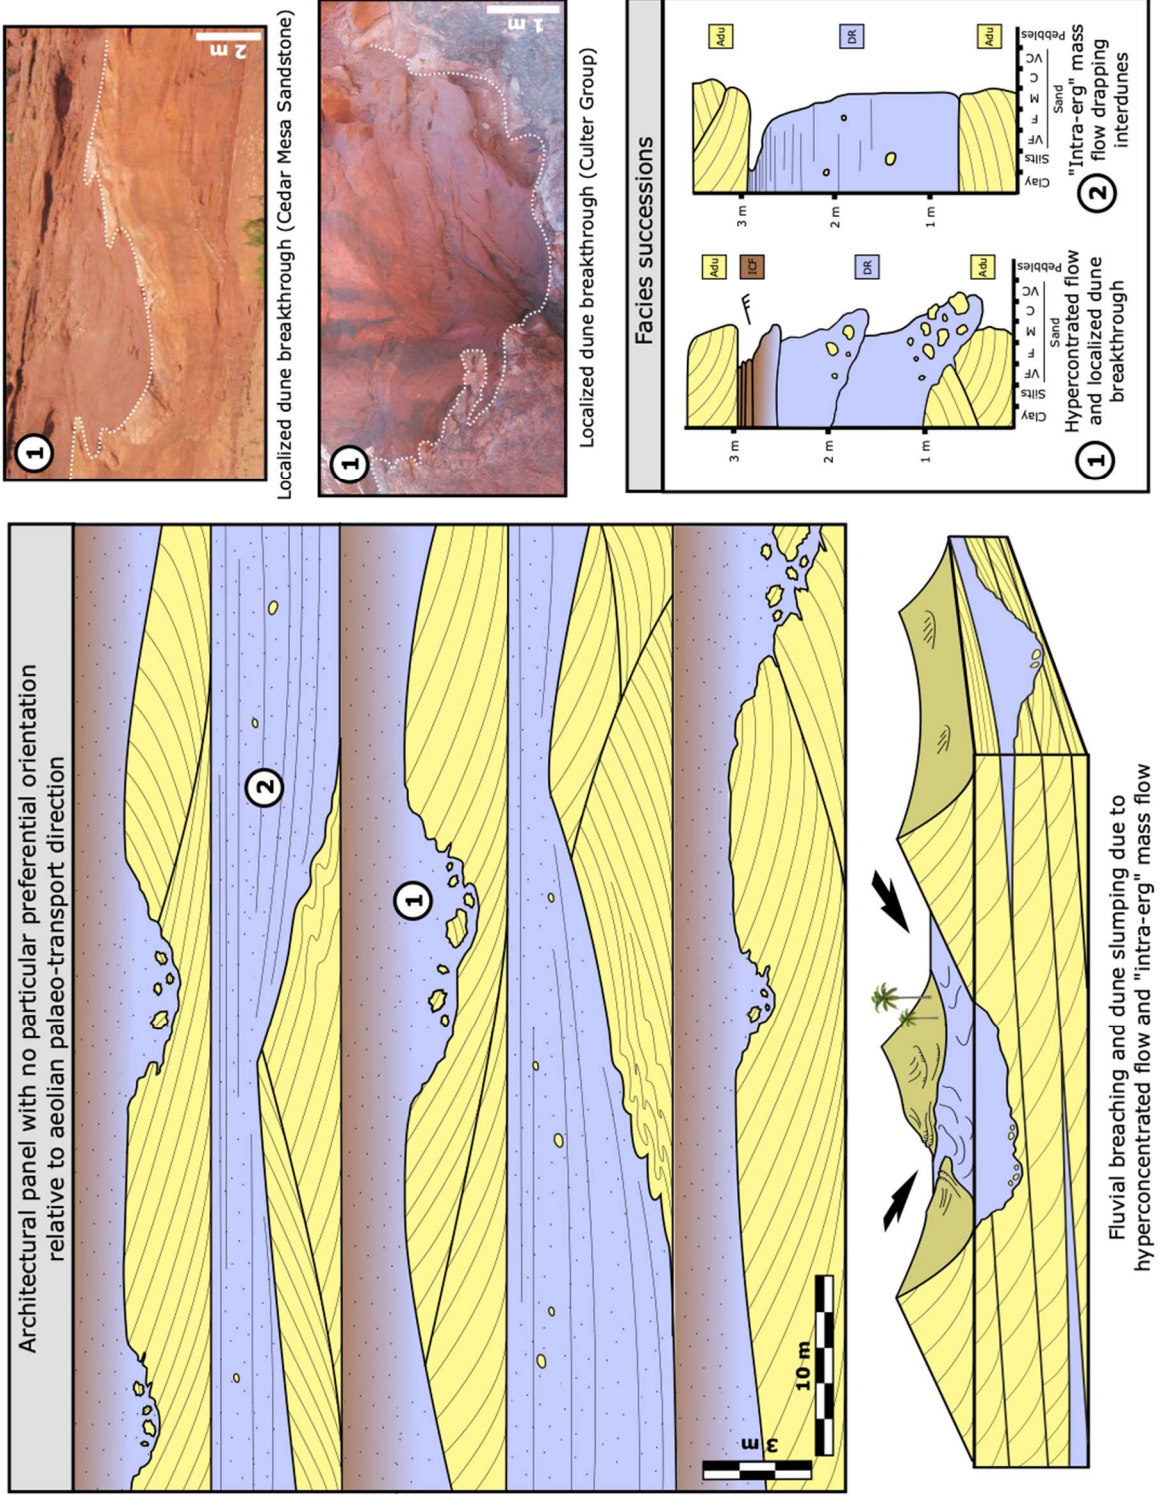 Architectural panel with no particular preferential orientation
relative to aeolian palaeo-transport direction
2
1
3 m
10 m
Fluvial breaching and dune slumping due to
hyperconcentrated flow and "intra-erg" mass flow
1
2 m
Localized dune breakthrough (Cedar Mesa Sandstone)
1
1 m
Localized dune breakthrough (Culter Group)
Facies successions
3 m
2 m
1 m
Adu
ICF
DR
Adu
Clay
Silts
VF
F
M
C
VC
Pebbles
Sand
1
Hypercontrated flow
and localized dune
breakthrough
3 m
2 m
1 m
Adu
DR
Adu
Clay
Silts
VF
F
M
C
VC
Pebbles
Sand
2
"Intra-erg" mass
flow drapping
interdunes